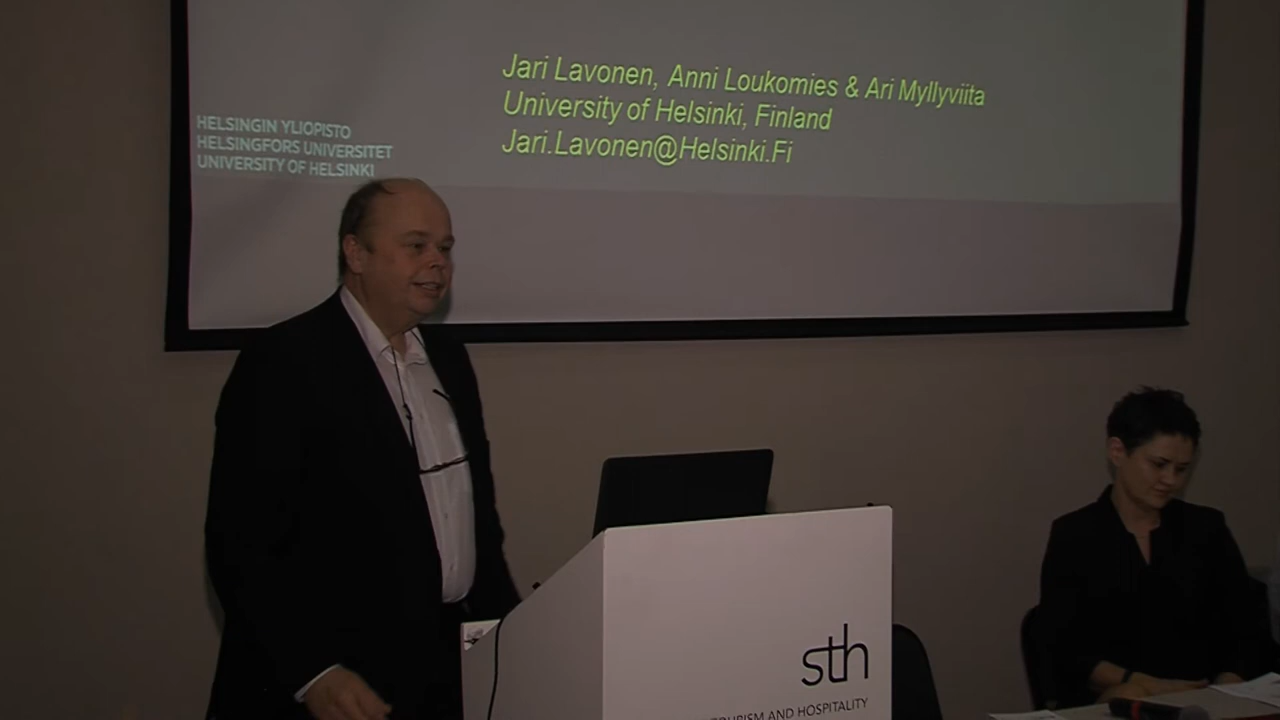 Jari Lavonen, Anni Loukomies & Ari Myllyviita
University of Helsinki, Finland
Jari.Lavonen@Helsinki.Fi
HELSINGIN YLIOPISTO
HELSINGFORS UNIVERSITET
UNIVERSITY OF HELSINKI
sth
TOURISM AND HOSPITALITY